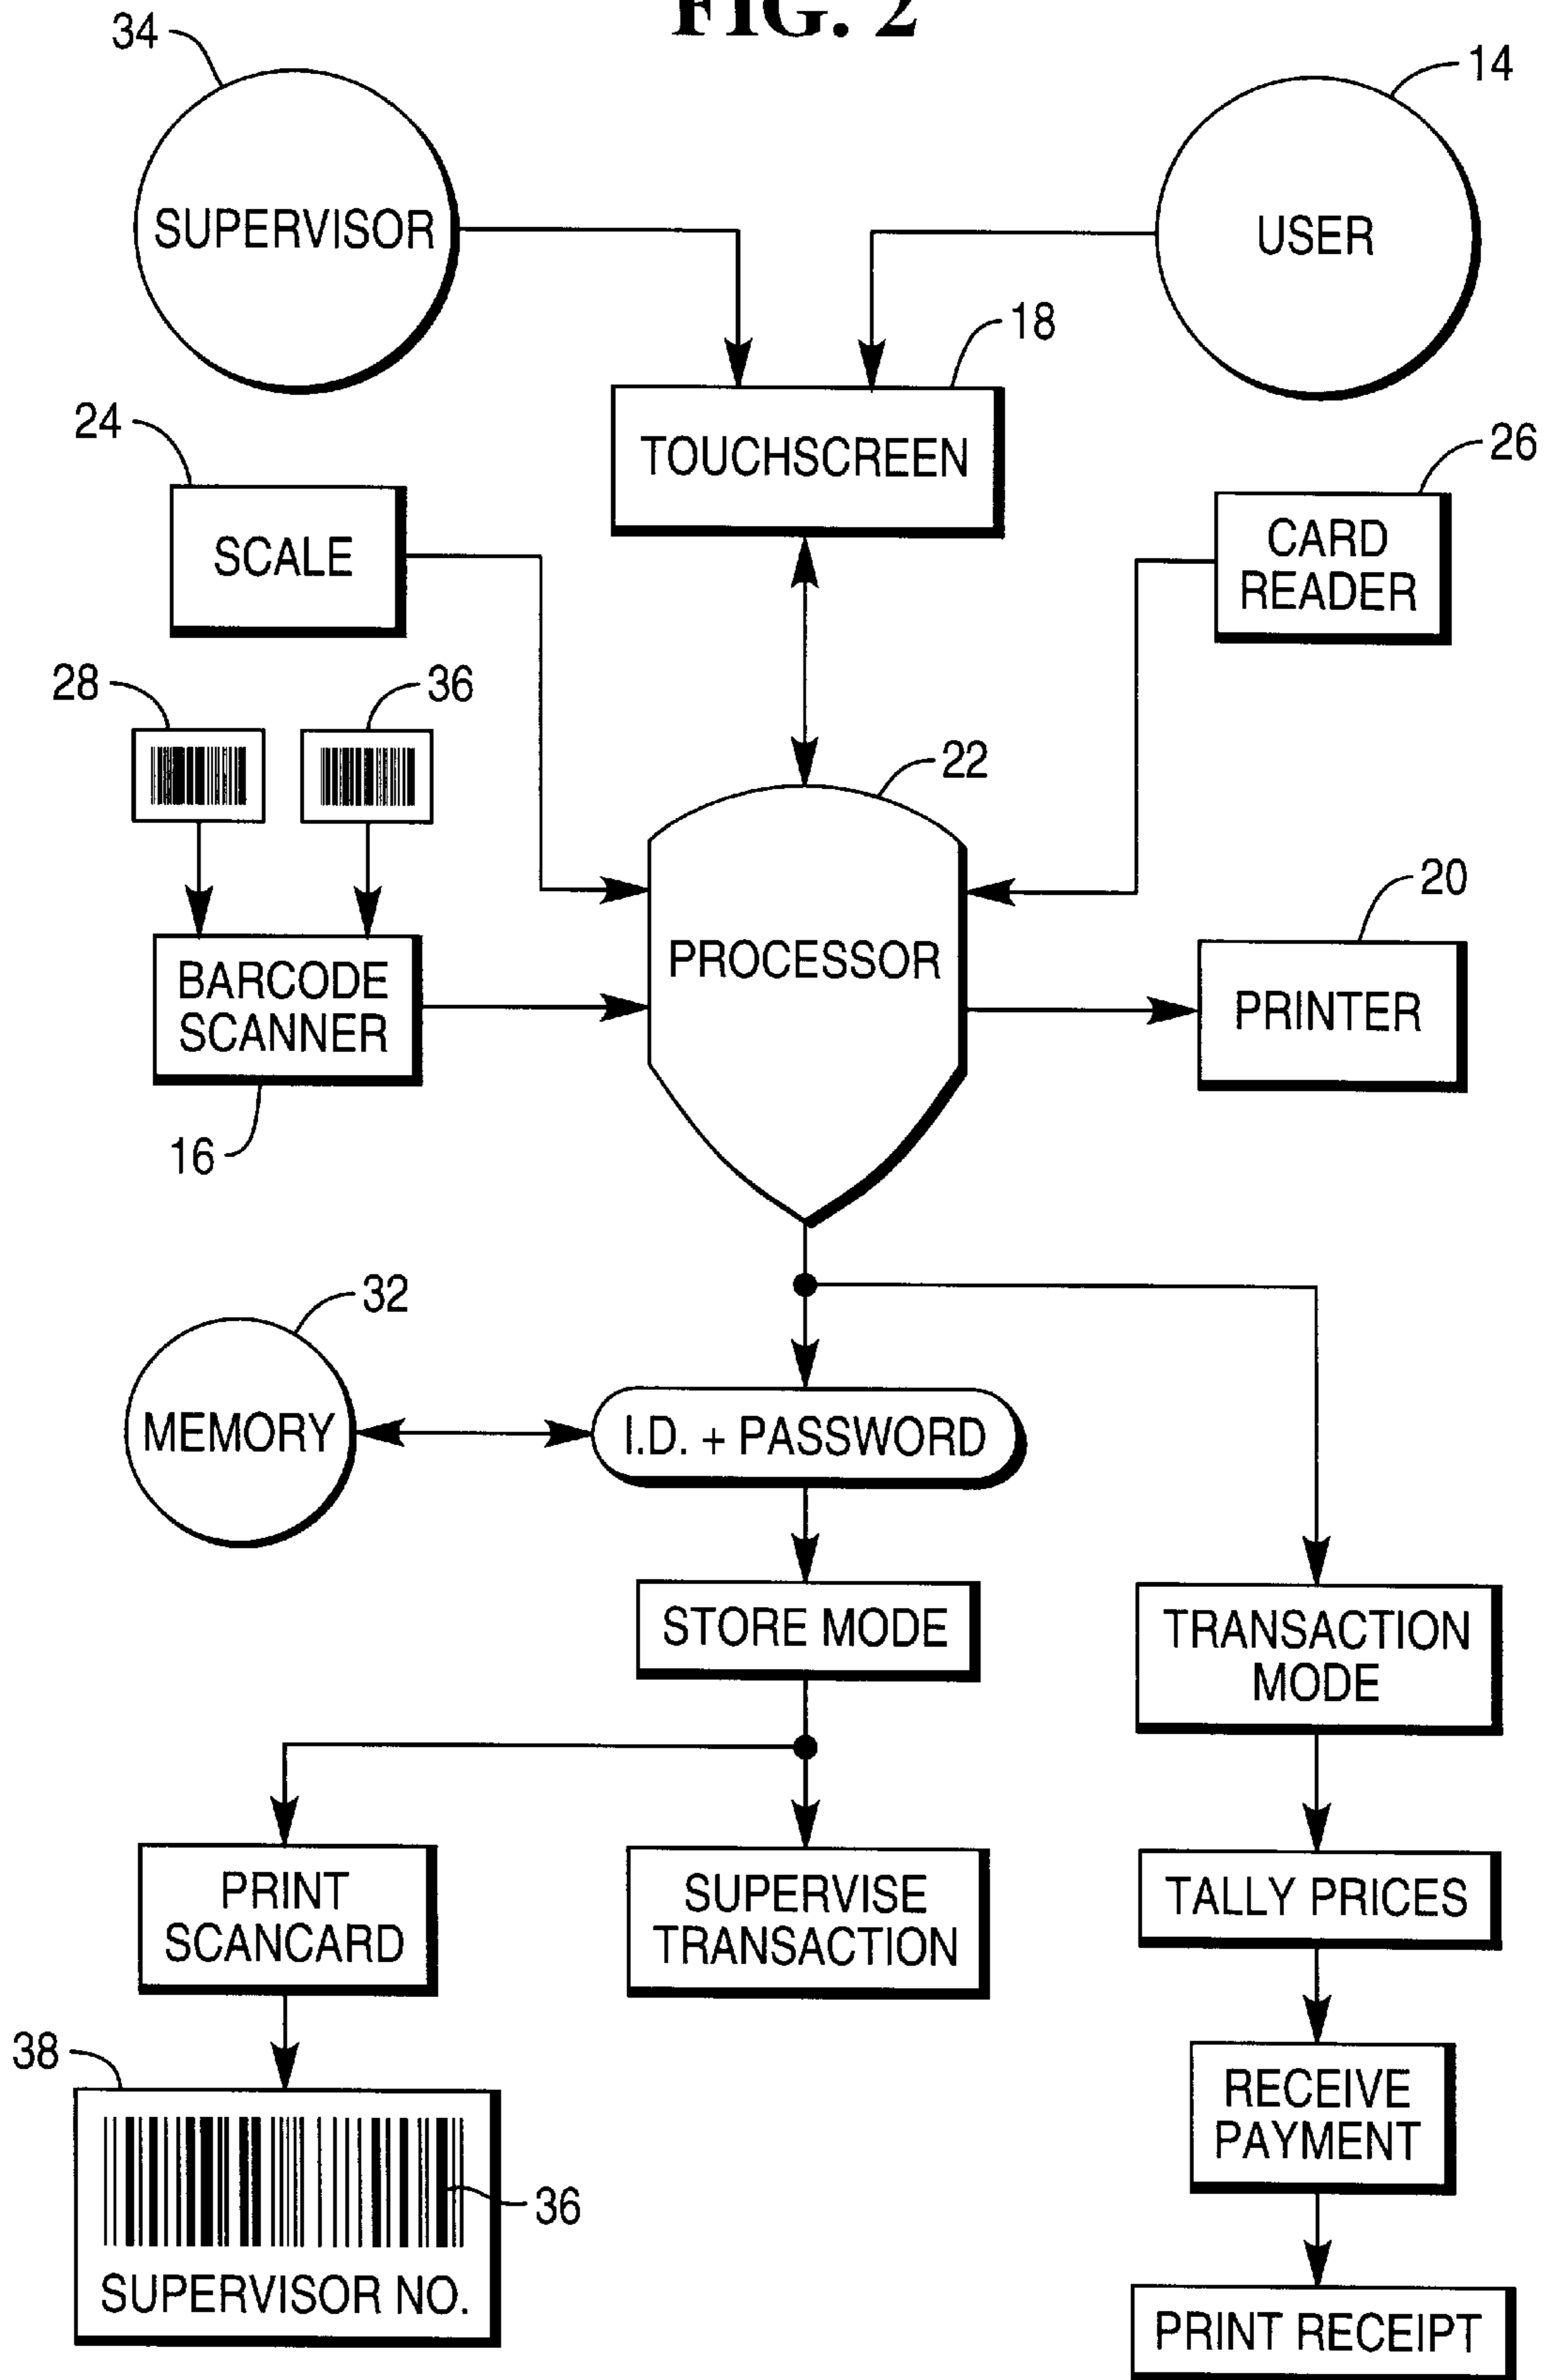 FIG. 2
34
14
SUPERVISOR
USER
18
24
TOUCHSCREEN
26
SCALE
CARD
READER
28
36
22
20
BARCODE
SCANNER
PROCESSOR
PRINTER
16
32
MEMORY
I.D. + PASSWORD
STORE MODE
TRANSACTION
MODE
PRINT
SCANCARD
SUPERVISE
TRANSACTION
TALLY PRICES
38
RECEIVE
PAYMENT
36
SUPERVISOR NO.
PRINT RECEIPT